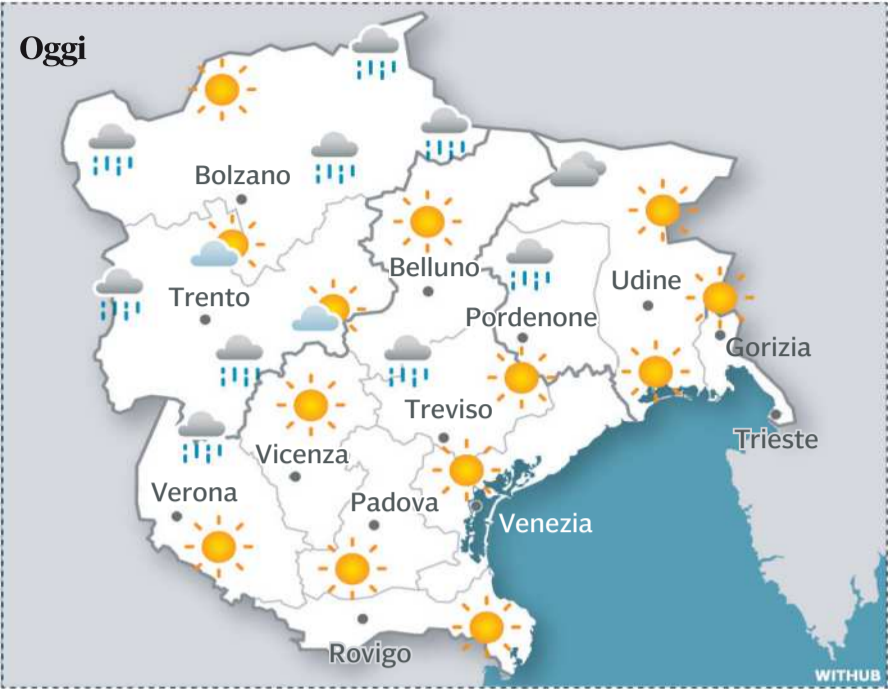 Oggi
Bolzano
Belluno
Trento
Udine
Pordenone
Gorizia
Treviso
Trieste
Vicenza
Verona
Padova
Venezia
Rovigo
WITHUB